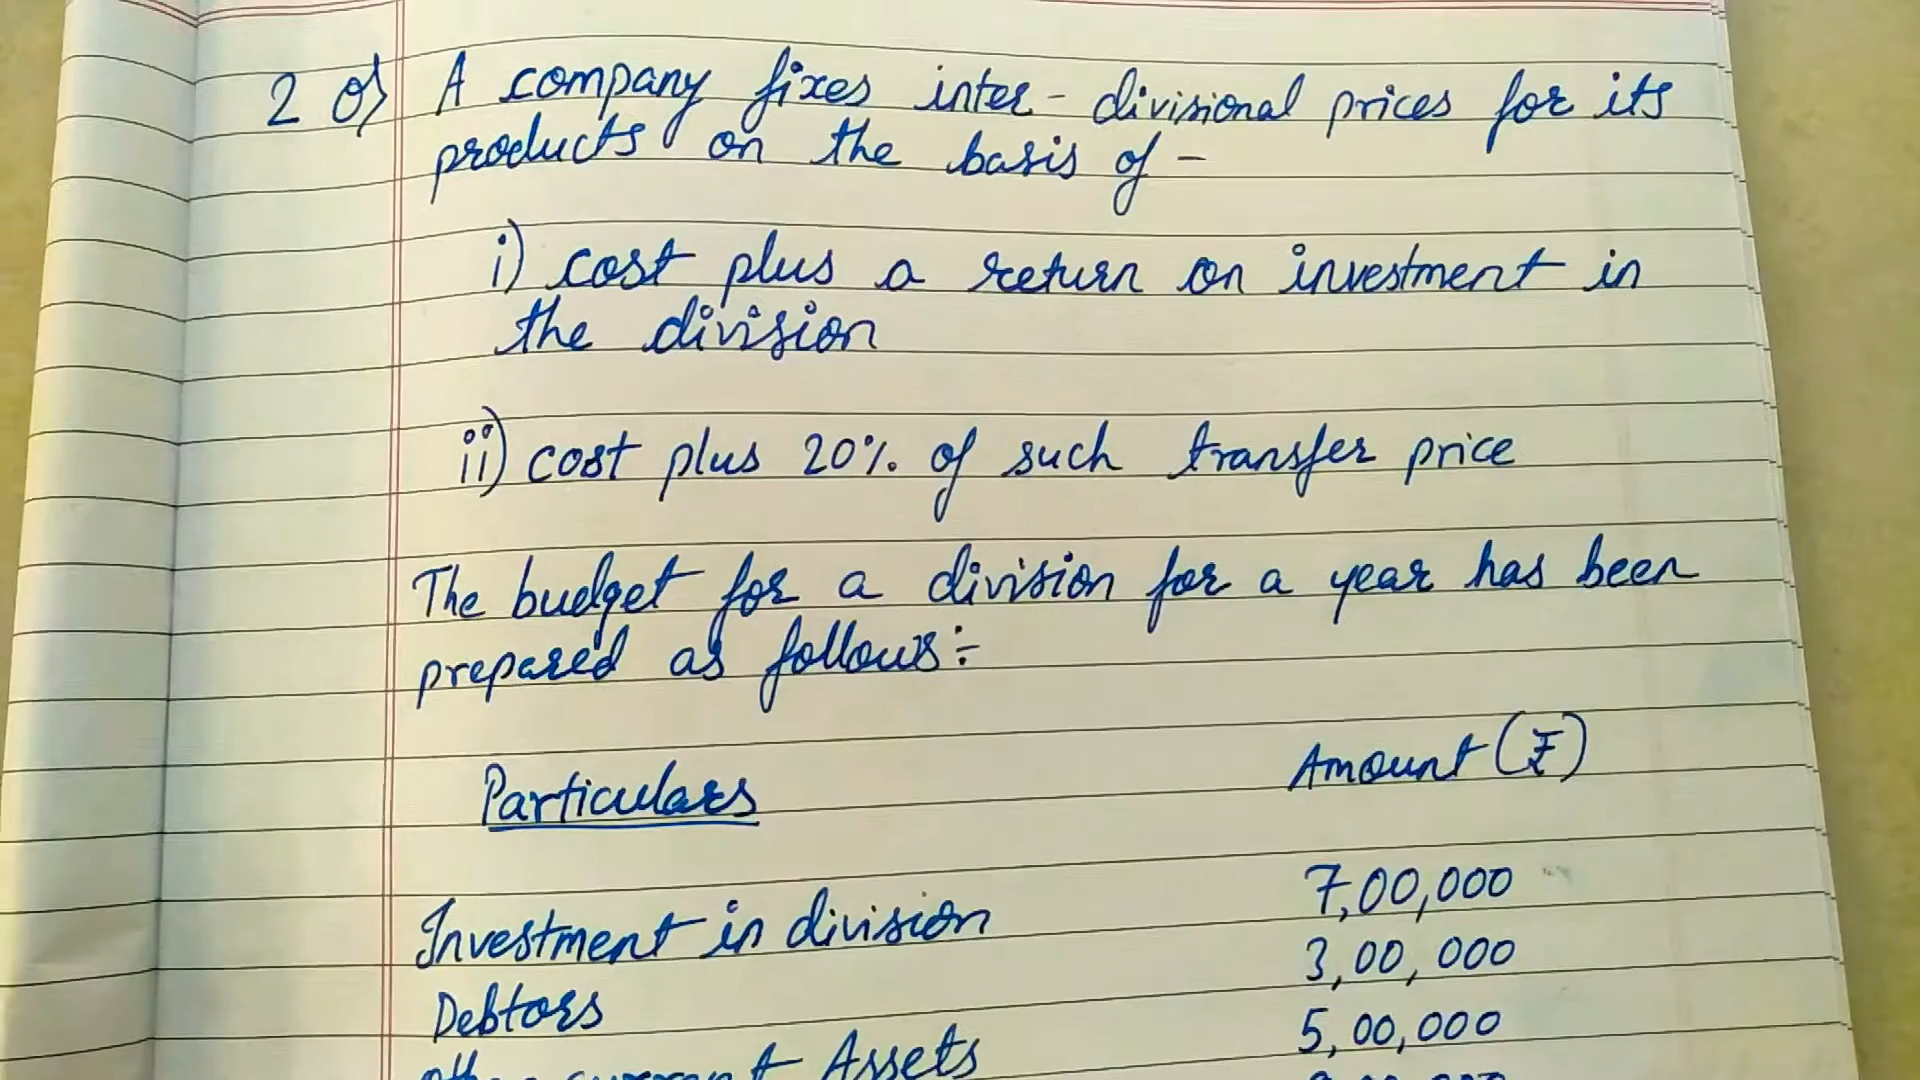 2 Q) A company fixes inter-divisional prices for its
products on the basis of -
i) cost plus a return on investment in
the division
ii) cost plus 20% of such transfer price
The budget for a division for a year has been
prepared as follows:-
Particulars Amount (₹)
Investment in division 7,00,000
Debtors 3,00,000
Assets 5,00,000